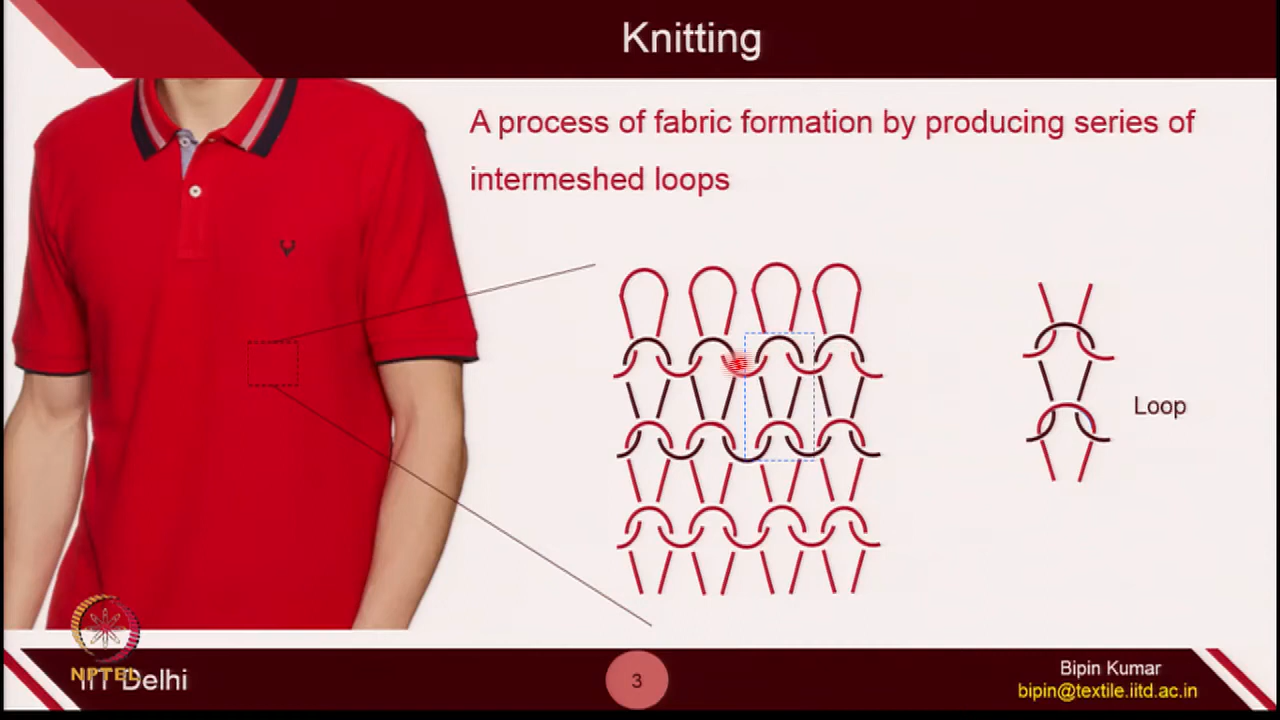 Knitting
A process of fabric formation by producing series of
intermeshed loops
Loop
NPTEL
IIT Delhi
3
Bipin Kumar
bipin@textile.iitd.ac.in